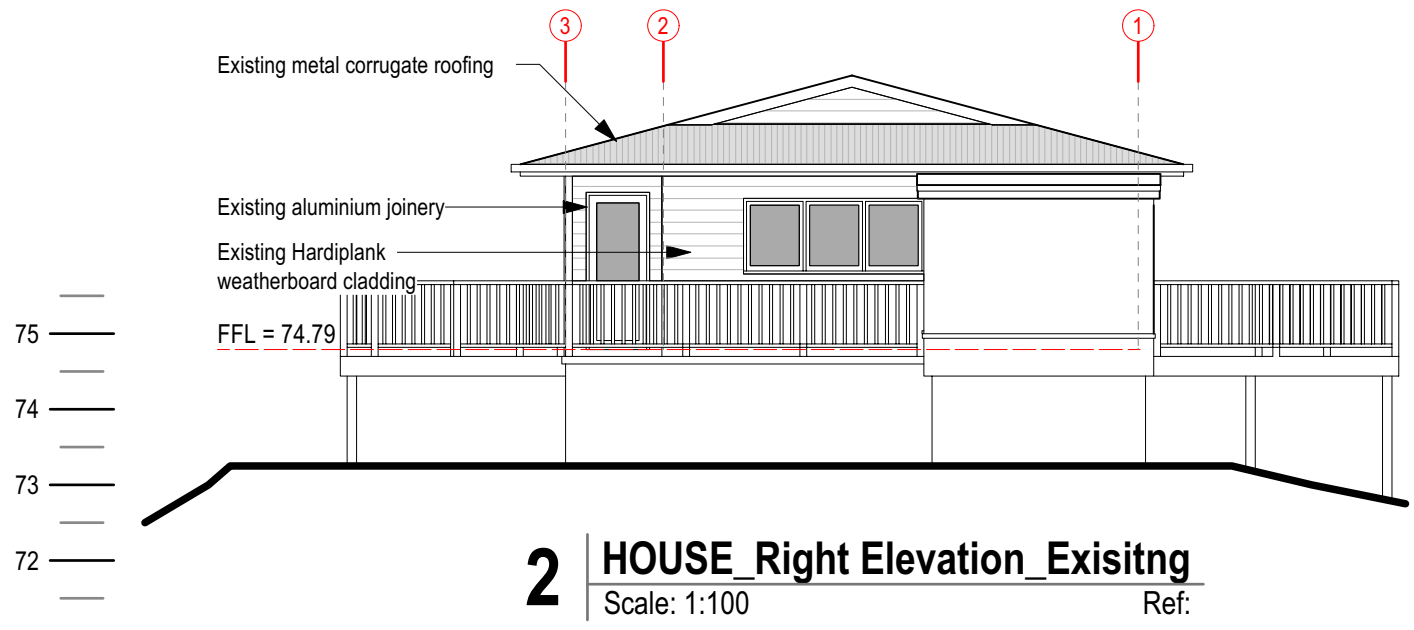 3
2
1
Existing metal corrugate roofing
Existing aluminium joinery
Existing Hardiplank
weatherboard cladding
FFL = 74.79
75
74
73
72
2
HOUSE_Right Elevation_Exisitng
Scale: 1:100
Ref: